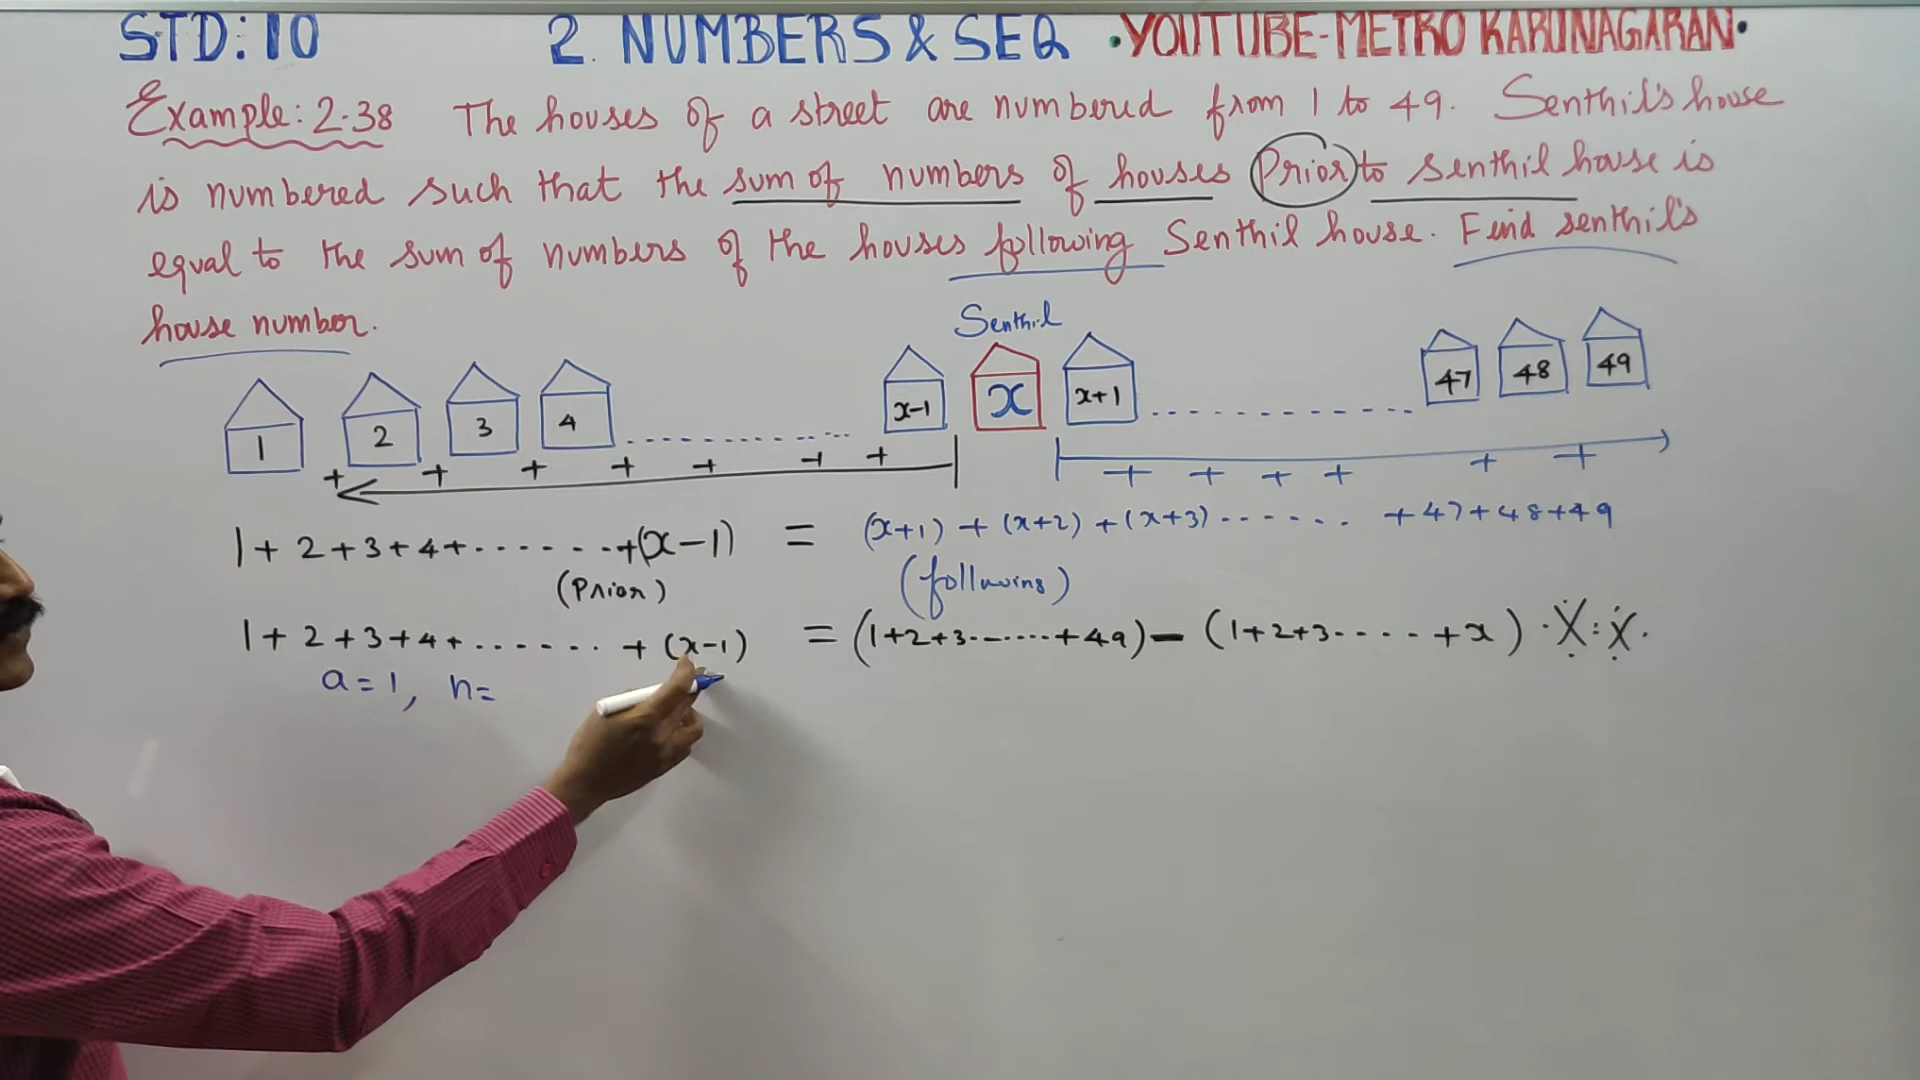 STD: 10 2. NUMBERS & SEQ •YOUTUBE-METRO KARUNAGARAN•
Example: 2.38 The houses of a street are numbered from 1 to 49. Senthil's house
is numbered such that the sum of numbers of houses Prior to senthil house is
equal to the sum of numbers of the houses following Senthil house. Find senthil's
house number.
Senthil
1 2 3 4 ............ x-1 x x+1 ............ 47 48 49
+ + + + + + + + + + + + +
1+2+3+4+.......+(x-1) = (x+1)+(x+2)+(x+3)....... +47+48+49
(Prior) (following)
1+2+3+4+....... +(x-1) = (1+2+3.......+49) - (1+2+3.....+x) ·X:X.
a=1, n=